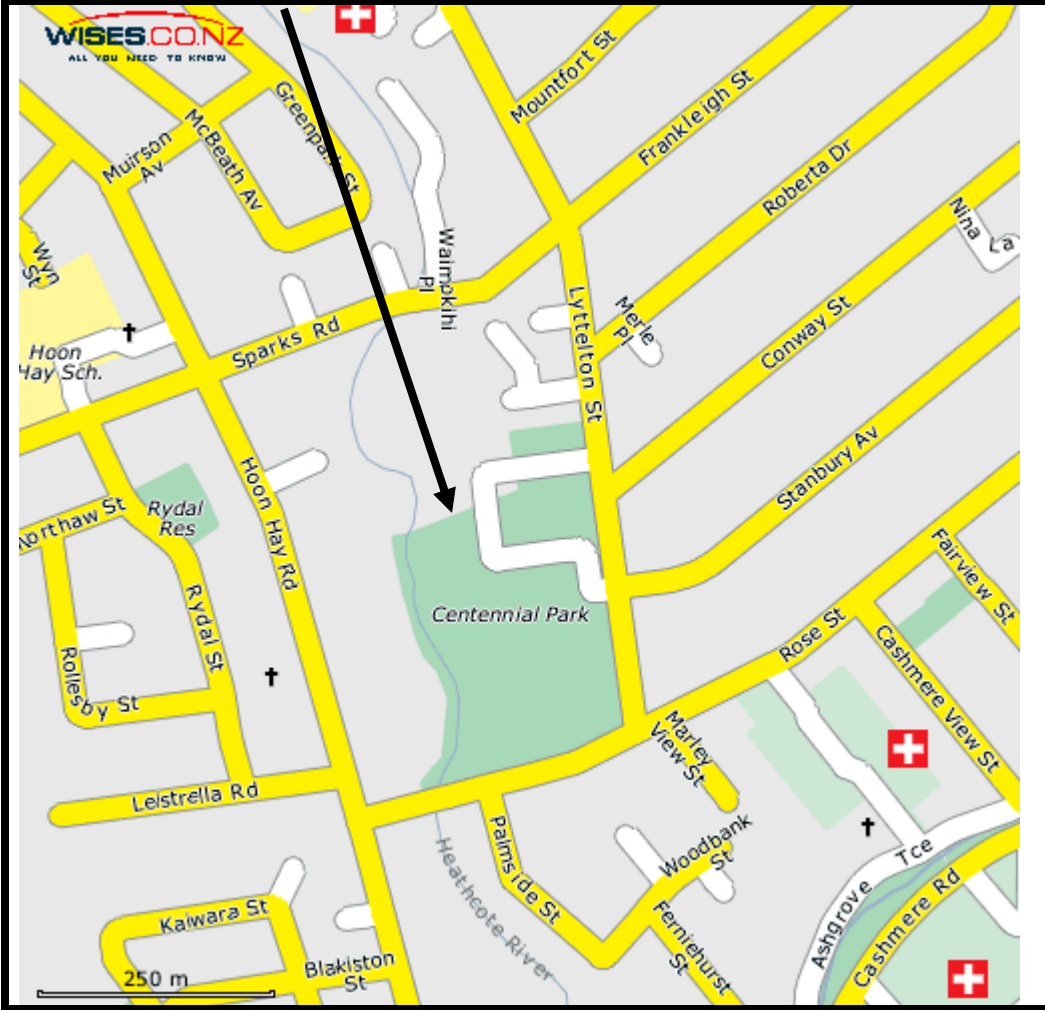 WISES.CO.NZ
ALL YOU NEED TO KNOW
Mountfort St
Frankleigh St
Greenpark St
McBeath Av
Muirson
Av
Roberta Dr
Nina La
Wyn
St
Waimokihi
Pl
Lyttelton St
Merle
Pl
Conway St
Sparks Rd
Hoon
Hay Sch.
Stanbury Av
Hoon Hay Rd
Northaw St
Rydal
Res
Fairview St
Rydal St
Centennial Park
Rose St
Cashmere View St
Rollesby St
Marley
View St
Leistrella Rd
Palmside St
Woodbank
St
Heathcote River
Ashgrove Tce
Cashmere Rd
Kaiwara St
Ferniehurst
St
Blakiston
St
250 m